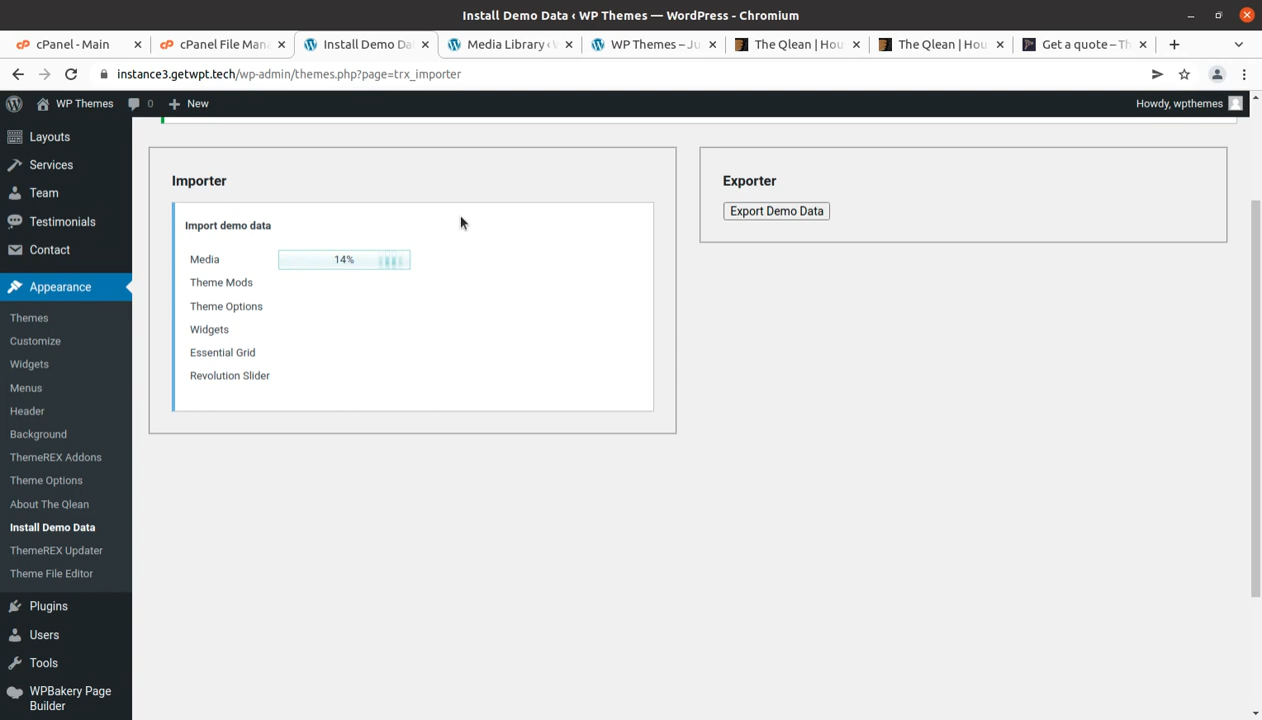 Install Demo Data ‹ WP Themes — WordPress - Chromium
cPanel - Main
cPanel File Man
Install Demo Da
Media Library ‹ W
WP Themes – Ju
The Qlean | Hou
The Qlean | Hou
Get a quote – Th
instance3.getwpt.tech/wp-admin/themes.php?page=trx_importer
WP Themes
0
New
Howdy, wpthemes
Layouts
Services
Team
Testimonials
Contact
Appearance
Themes
Customize
Widgets
Menus
Header
Background
ThemeREX Addons
Theme Options
About The Qlean
Install Demo Data
ThemeREX Updater
Theme File Editor
Plugins
Users
Tools
WPBakery Page
Builder
Importer
Import demo data
Media
14%
Theme Mods
Theme Options
Widgets
Essential Grid
Revolution Slider
Exporter
Export Demo Data